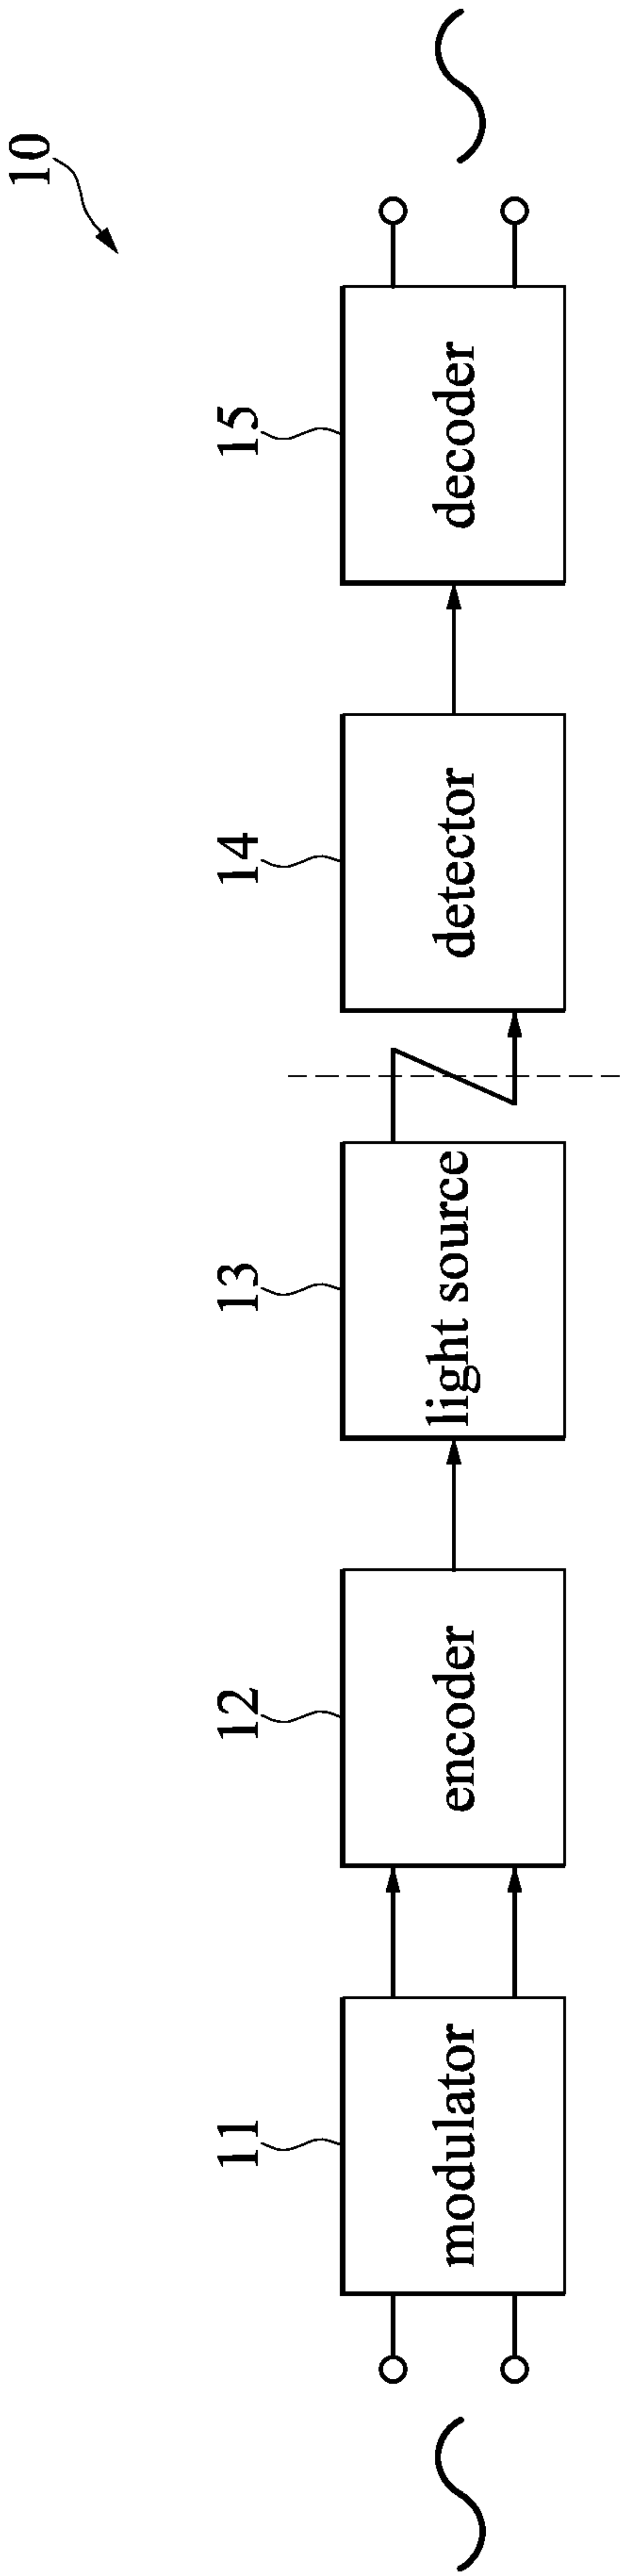 10
11
12
13
14
15
modulator
encoder
light source
detector
decoder